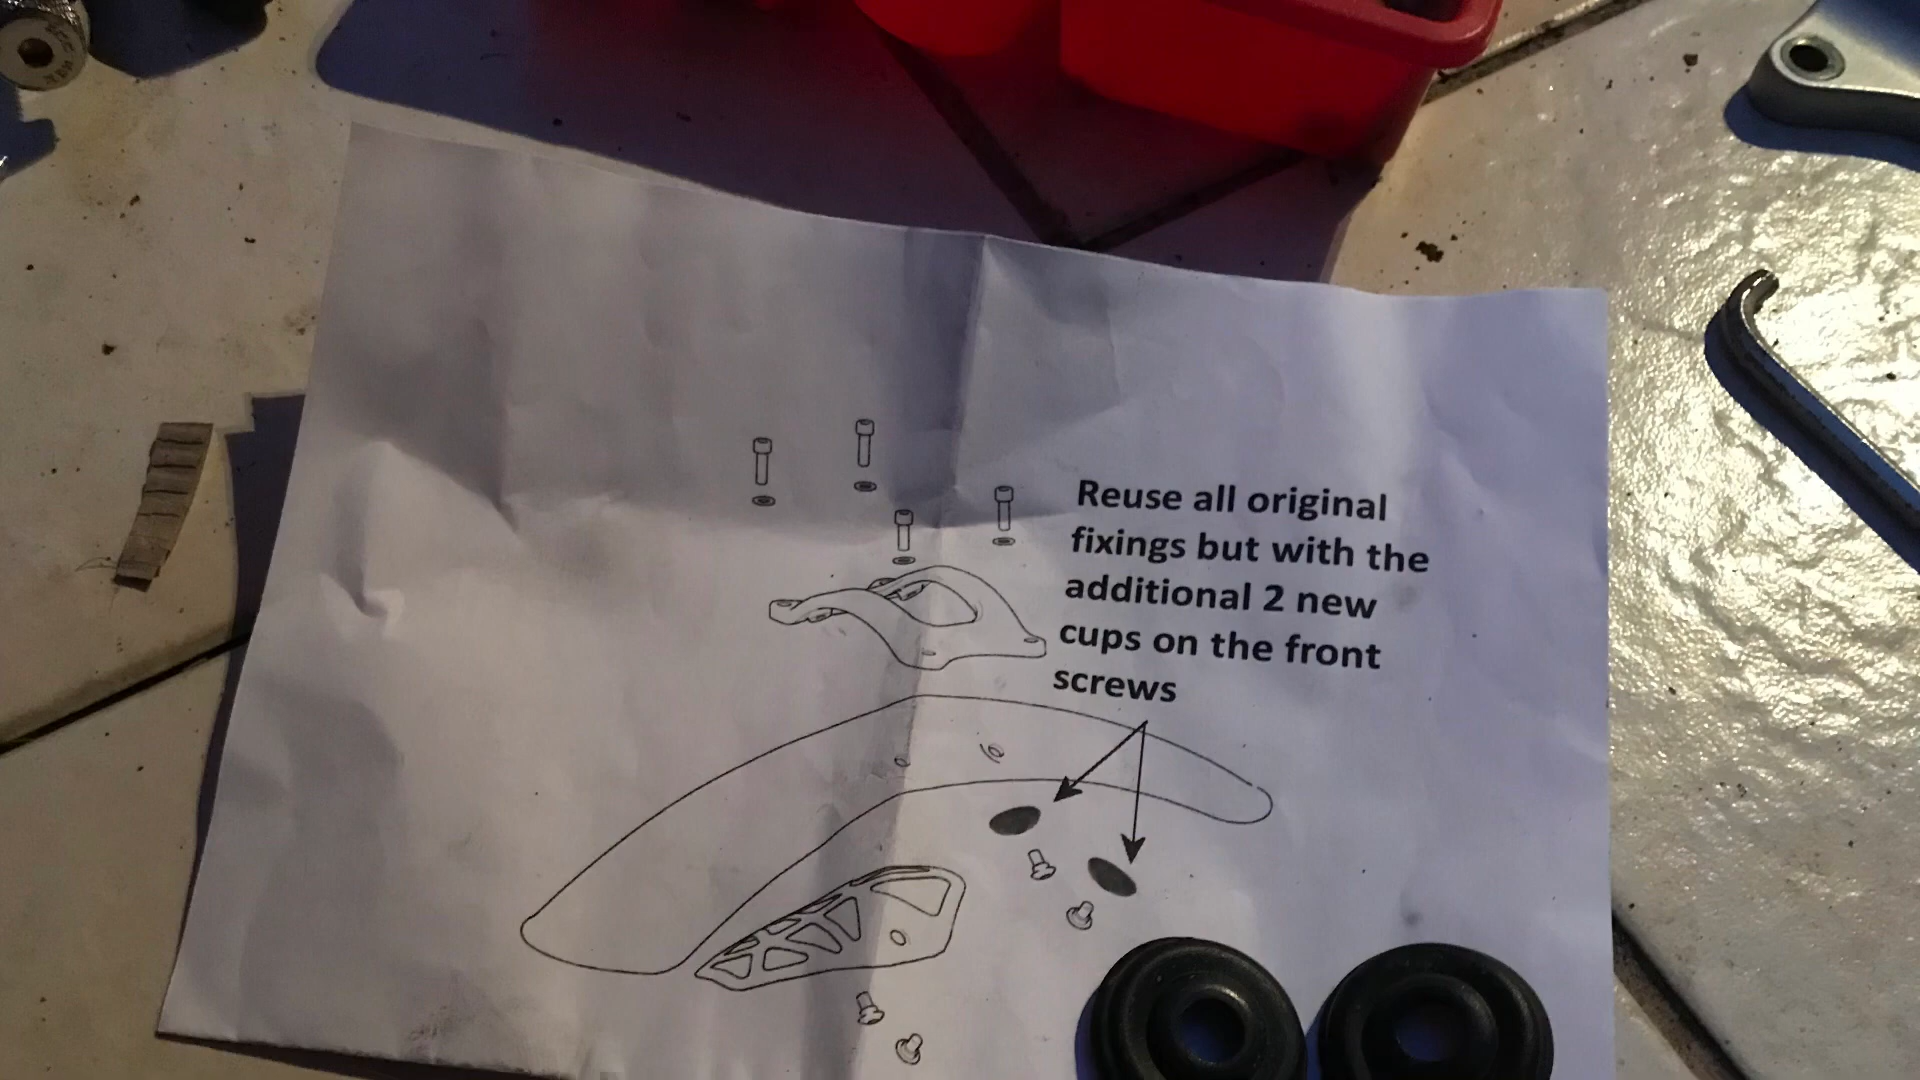 Reuse all original
fixings but with the
additional 2 new
cups on the front
screws